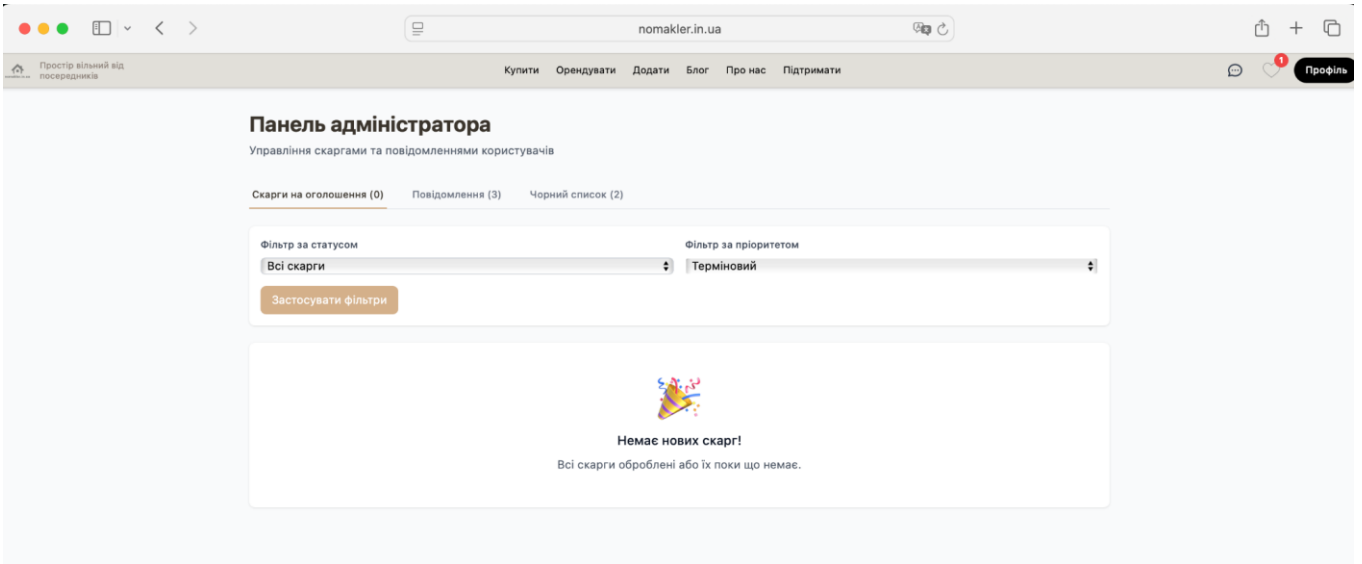 nomakler.in.ua
Простір вільний від
посередників
Купити Орендувати Додати Блог Про нас Підтримати
1
Профіль
Панель адміністратора
Управління скаргами та повідомленнями користувачів
Скарги на оголошення (0) Повідомлення (3) Чорний список (2)
Фільтр за статусом Фільтр за пріоритетом
Всі скарги Терміновий
Застосувати фільтри
Немає нових скарг!
Всі скарги оброблені або їх поки що немає.